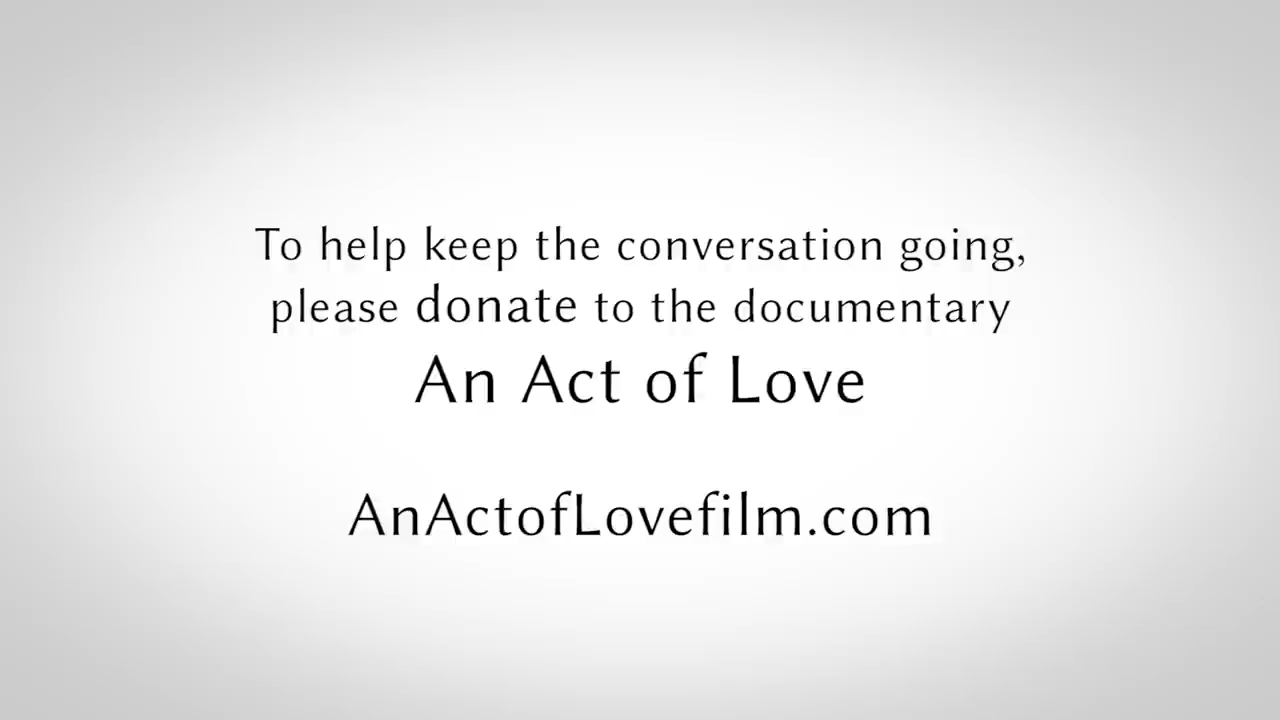 To help keep the conversation going,
please donate to the documentary
An Act of Love
AnActofLovefilm.com